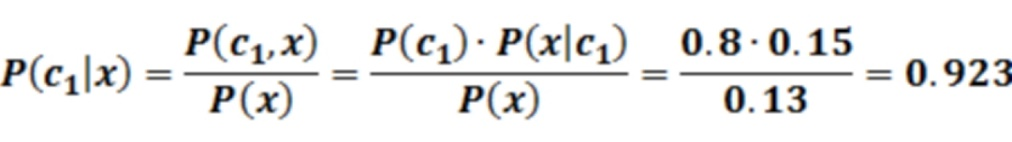 P(c₁|x) = P(c₁,x) / P(x) = P(c₁) · P(x|c₁) / P(x) = 0.8 · 0.15 / 0.13 = 0.923